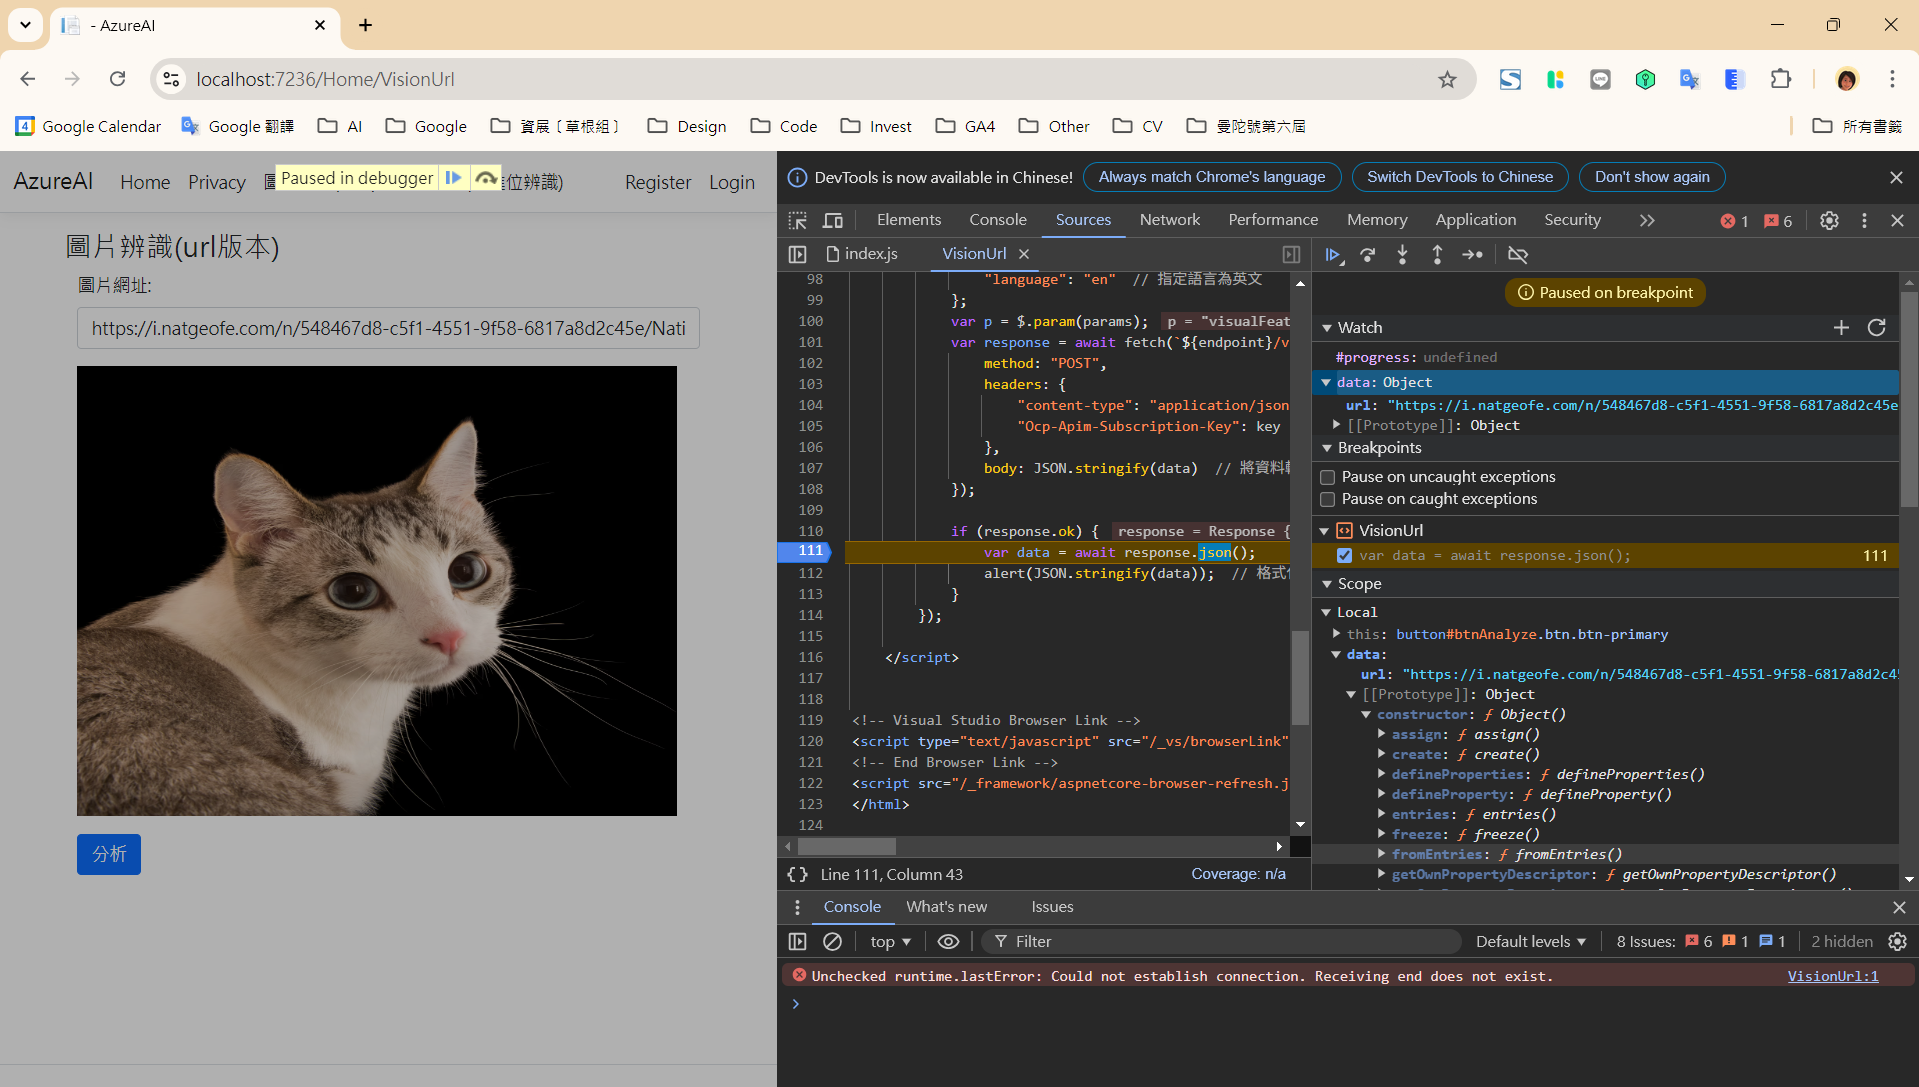 - AzureAI
localhost:7236/Home/VisionUrl
Google Calendar
Google 翻譯
AI
Google
資展〔草根組〕
Design
Code
Invest
GA4
Other
CV
曼陀號第六屆
所有書籤
AzureAI
Home
Privacy
Paused in debugger
位辨識)
Register
Login
圖片辨識(url版本)
圖片網址:
https://i.natgeofe.com/n/548467d8-c5f1-4551-9f58-6817a8d2c45e/Nati
分析
DevTools is now available in Chinese!
Always match Chrome's language
Switch DevTools to Chinese
Don't show again
Elements
Console
Sources
Network
Performance
Memory
Application
Security
1
6
index.js
VisionUrl
98 "language": "en" // 指定語言為英文
99 };
100 var p = $.param(params); p = "visualFeat
101 var response = await fetch(`${endpoint}/v
102 method: "POST",
103 headers: {
104 "content-type": "application/json
105 "Ocp-Apim-Subscription-Key": key
106 },
107 body: JSON.stringify(data) // 將資料
108 });
109
110 if (response.ok) { response = Response {
111 var data = await response.json();
112 alert(JSON.stringify(data)); // 格式
113 }
114 });
115
116 </script>
117
118
119 <!-- Visual Studio Browser Link -->
120 <script type="text/javascript" src="/_vs/browserLink"
121 <!-- End Browser Link -->
122 <script src="/_framework/aspnetcore-browser-refresh.j
123 </html>
124
{} Line 111, Column 43
Coverage: n/a
Paused on breakpoint
Watch
#progress: undefined
data: Object
url: "https://i.natgeofe.com/n/548467d8-c5f1-4551-9f58-6817a8d2c45e
[[Prototype]]: Object
Breakpoints
Pause on uncaught exceptions
Pause on caught exceptions
VisionUrl
var data = await response.json();
111
Scope
Local
this: button#btnAnalyze.btn.btn-primary
data:
url: "https://i.natgeofe.com/n/548467d8-c5f1-4551-9f58-6817a8d2c4
[[Prototype]]: Object
constructor: ƒ Object()
assign: ƒ assign()
create: ƒ create()
defineProperties: ƒ defineProperties()
defineProperty: ƒ defineProperty()
entries: ƒ entries()
freeze: ƒ freeze()
fromEntries: ƒ fromEntries()
getOwnPropertyDescriptor: ƒ getOwnPropertyDescriptor()
Console
What's new
Issues
top
Filter
Default levels
8 Issues:
6
1
1
2 hidden
Unchecked runtime.lastError: Could not establish connection. Receiving end does not exist.
VisionUrl:1